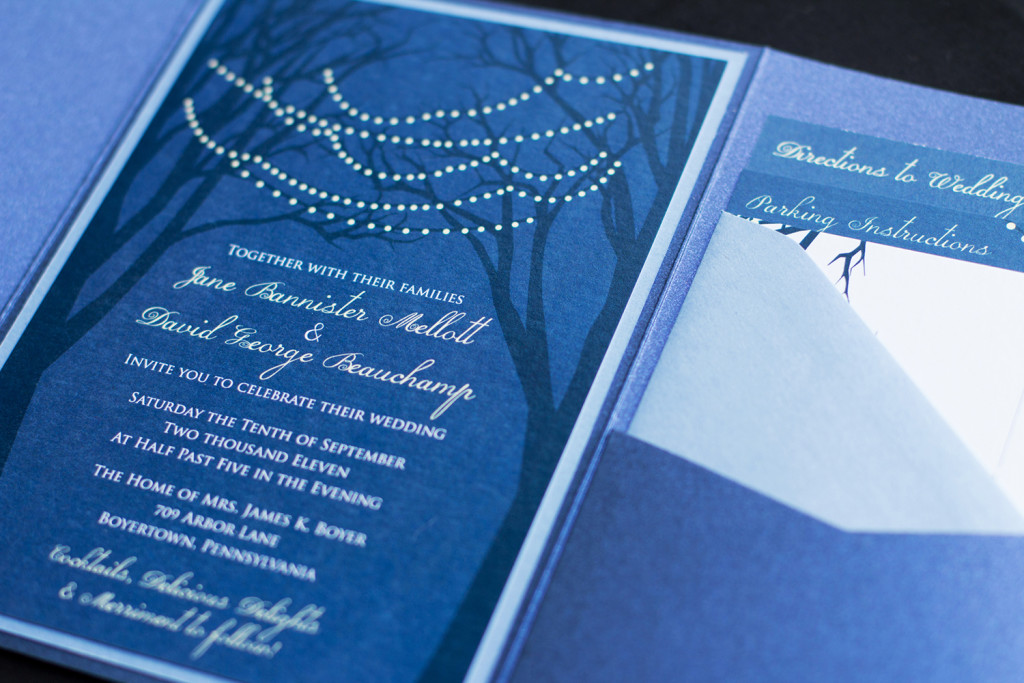 Together with their families
Jane Bannister Mellott
&
David George Beauchamp
Invite you to celebrate their wedding
Saturday the Tenth of September
Two thousand Eleven
at Half Past Five in the Evening
The Home of Mrs. James K. Boyer
709 Arbor Lane
Boyertown, Pennsylvania
Cocktails, Delicious Delights
& Merriment to follow!
Directions to Wedding
Parking Instructions